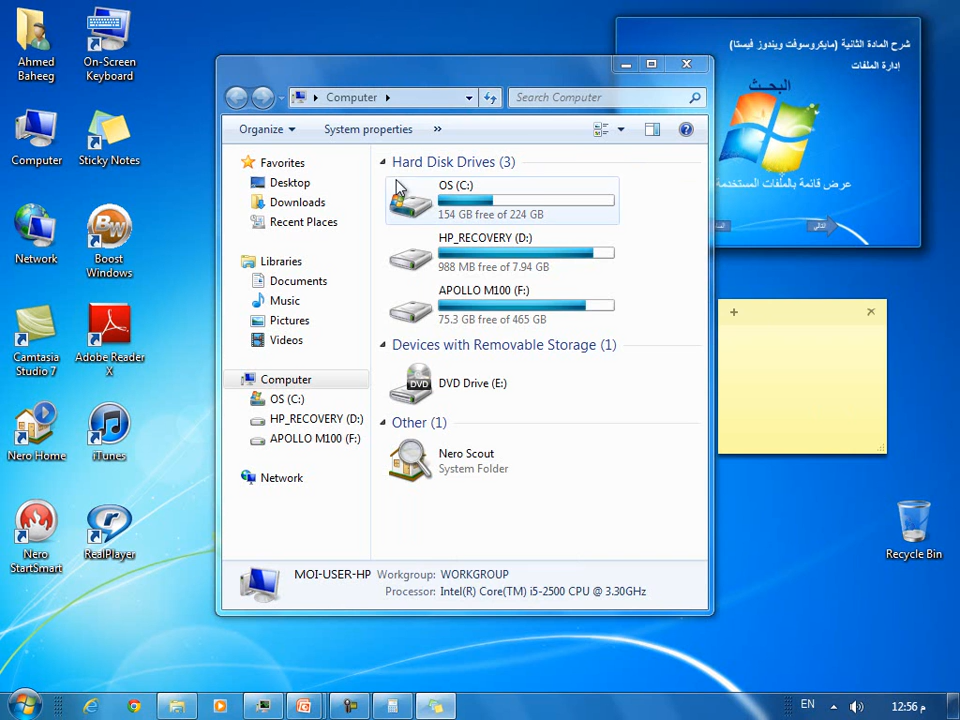 Ahmed Baheeg
On-Screen Keyboard
Computer
Sticky Notes
Network
Boost Windows
Camtasia Studio 7
Adobe Reader X
Nero Home
iTunes
Nero StartSmart
RealPlayer
Computer
Search Computer
Organize
System properties
»
Favorites
Desktop
Downloads
Recent Places
Libraries
Documents
Music
Pictures
Videos
Computer
OS (C:)
HP_RECOVERY (D:)
APOLLO M100 (F:)
Network
Hard Disk Drives (3)
OS (C:)
154 GB free of 224 GB
HP_RECOVERY (D:)
988 MB free of 7.94 GB
APOLLO M100 (F:)
75.3 GB free of 465 GB
Devices with Removable Storage (1)
DVD
DVD Drive (E:)
Other (1)
Nero Scout
System Folder
MOI-USER-HP Workgroup: WORKGROUP
Processor: Intel(R) Core(TM) i5-2500 CPU @ 3.30GHz
شرح المادة الثانية (مايكروسوفت ويندوز فيستا)
إدارة الملفات
البحث
عرض قائمة بالملفات المستخدمة
التالي
Recycle Bin
EN
12:56 م